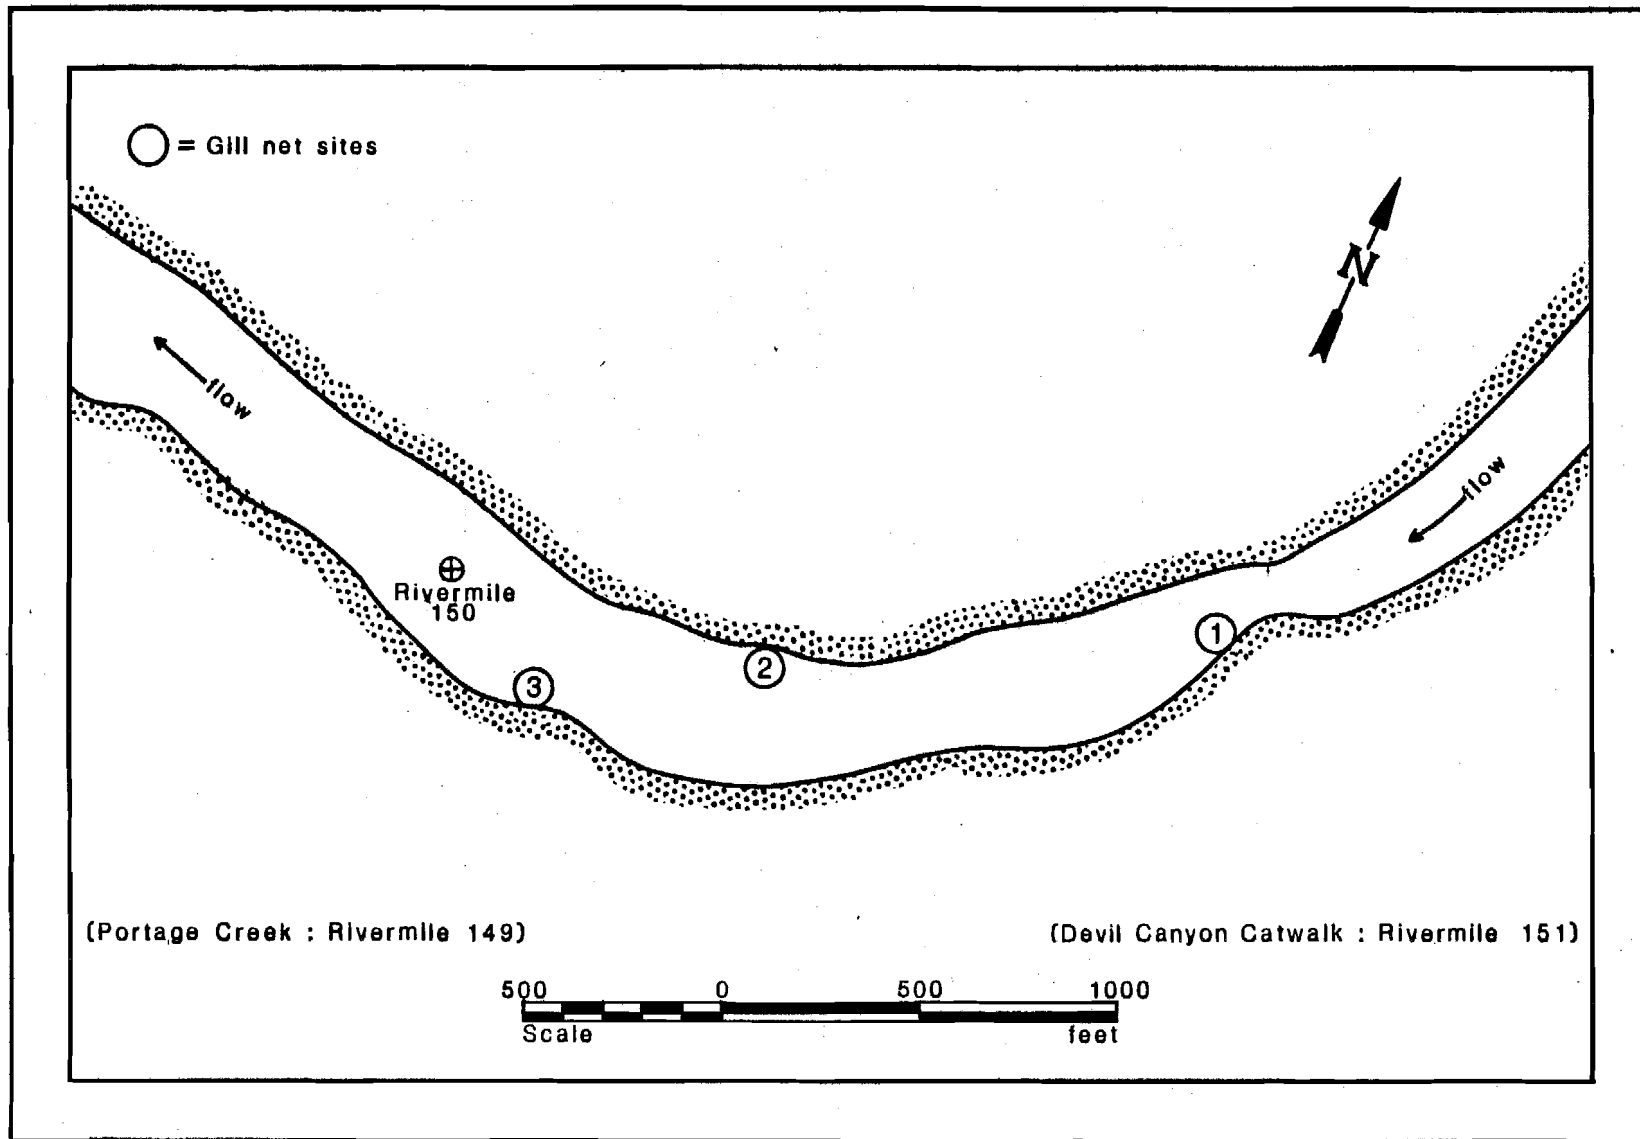 = Gill net sites
N
flow
flow
Rivermile
150
1
2
3
(Portage Creek : Rivermile 149)
(Devil Canyon Catwalk : Rivermile 151)
500 0 500 1000
Scale feet